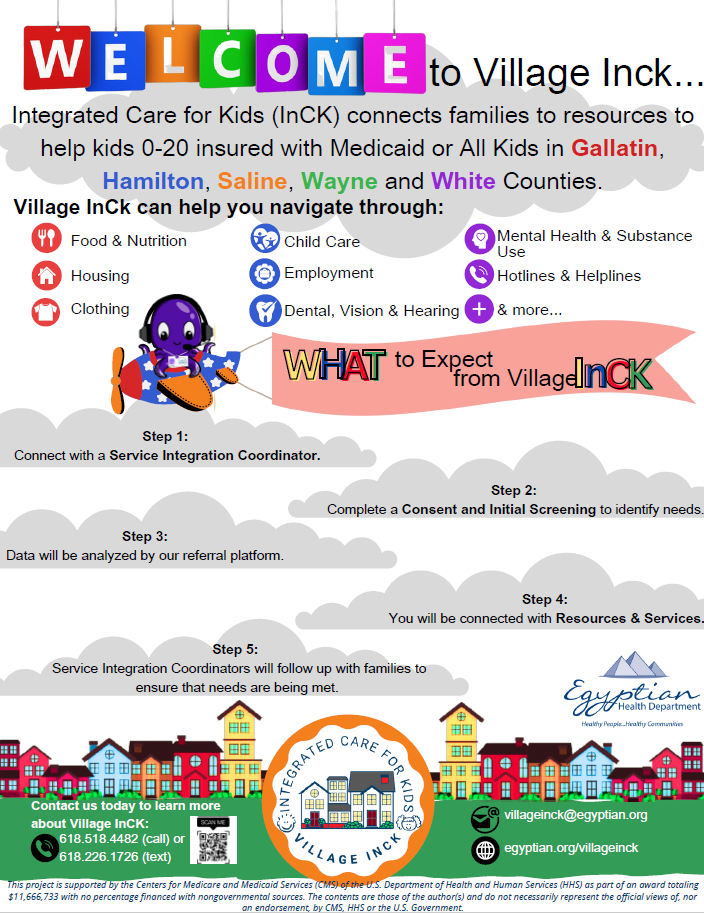 WELCOME to Village Inck...
Integrated Care for Kids (InCK) connects families to resources to
help kids 0-20 insured with Medicaid or All Kids in Gallatin,
Hamilton, Saline, Wayne and White Counties.
Village InCk can help you navigate through:
Food & Nutrition
Housing
Clothing
Child Care
Employment
Dental, Vision & Hearing
Mental Health & Substance
Use
Hotlines & Helplines
& more...
WHAT to Expect
from Village InCK
Step 1:
Connect with a Service Integration Coordinator.
Step 2:
Complete a Consent and Initial Screening to identify needs.
Step 3:
Data will be analyzed by our referral platform.
Step 4:
You will be connected with Resources & Services.
Step 5:
Service Integration Coordinators will follow up with families to
ensure that needs are being met.
Egyptian
Health Department
Healthy People...Healthy Communities
INTEGRATED CARE FOR KIDS
VILLAGE INCK
Contact us today to learn more
about Village InCK:
618.518.4482 (call) or
618.226.1726 (text)
SCAN ME
villageinck@egyptian.org
egyptian.org/villageinck
This project is supported by the Centers for Medicare and Medicaid Services (CMS) of the U.S. Department of Health and Human Services (HHS) as part of an award totaling
$11,666,733 with no percentage financed with nongovernmental sources. The contents are those of the author(s) and do not necessarily represent the official views of, nor
an endorsement, by CMS, HHS or the U.S. Government.